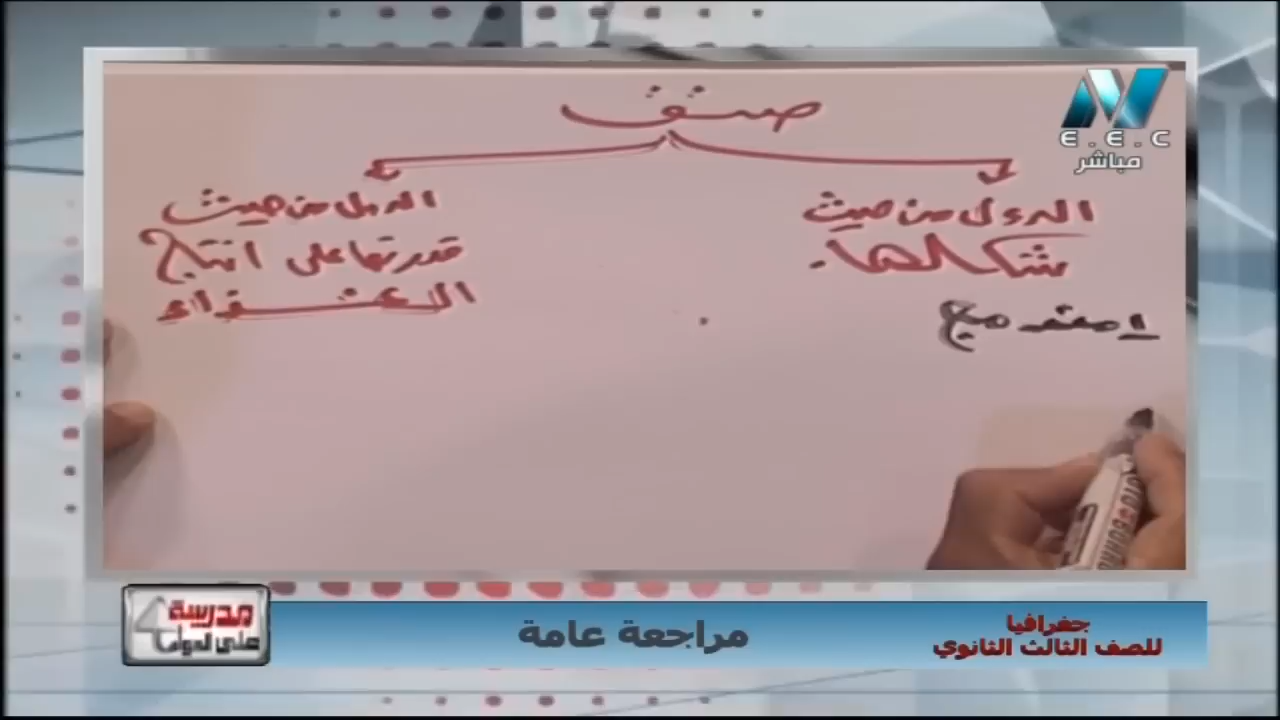 صنف
الدول من حيث
شكلها.
الدول من حيث
قدرتها على انتاج
الغذاء
١ مندمج
E.E.C
مباشر
مدرسة
على الهواء
مراجعة عامة
جغرافيا
للصف الثالث الثانوي